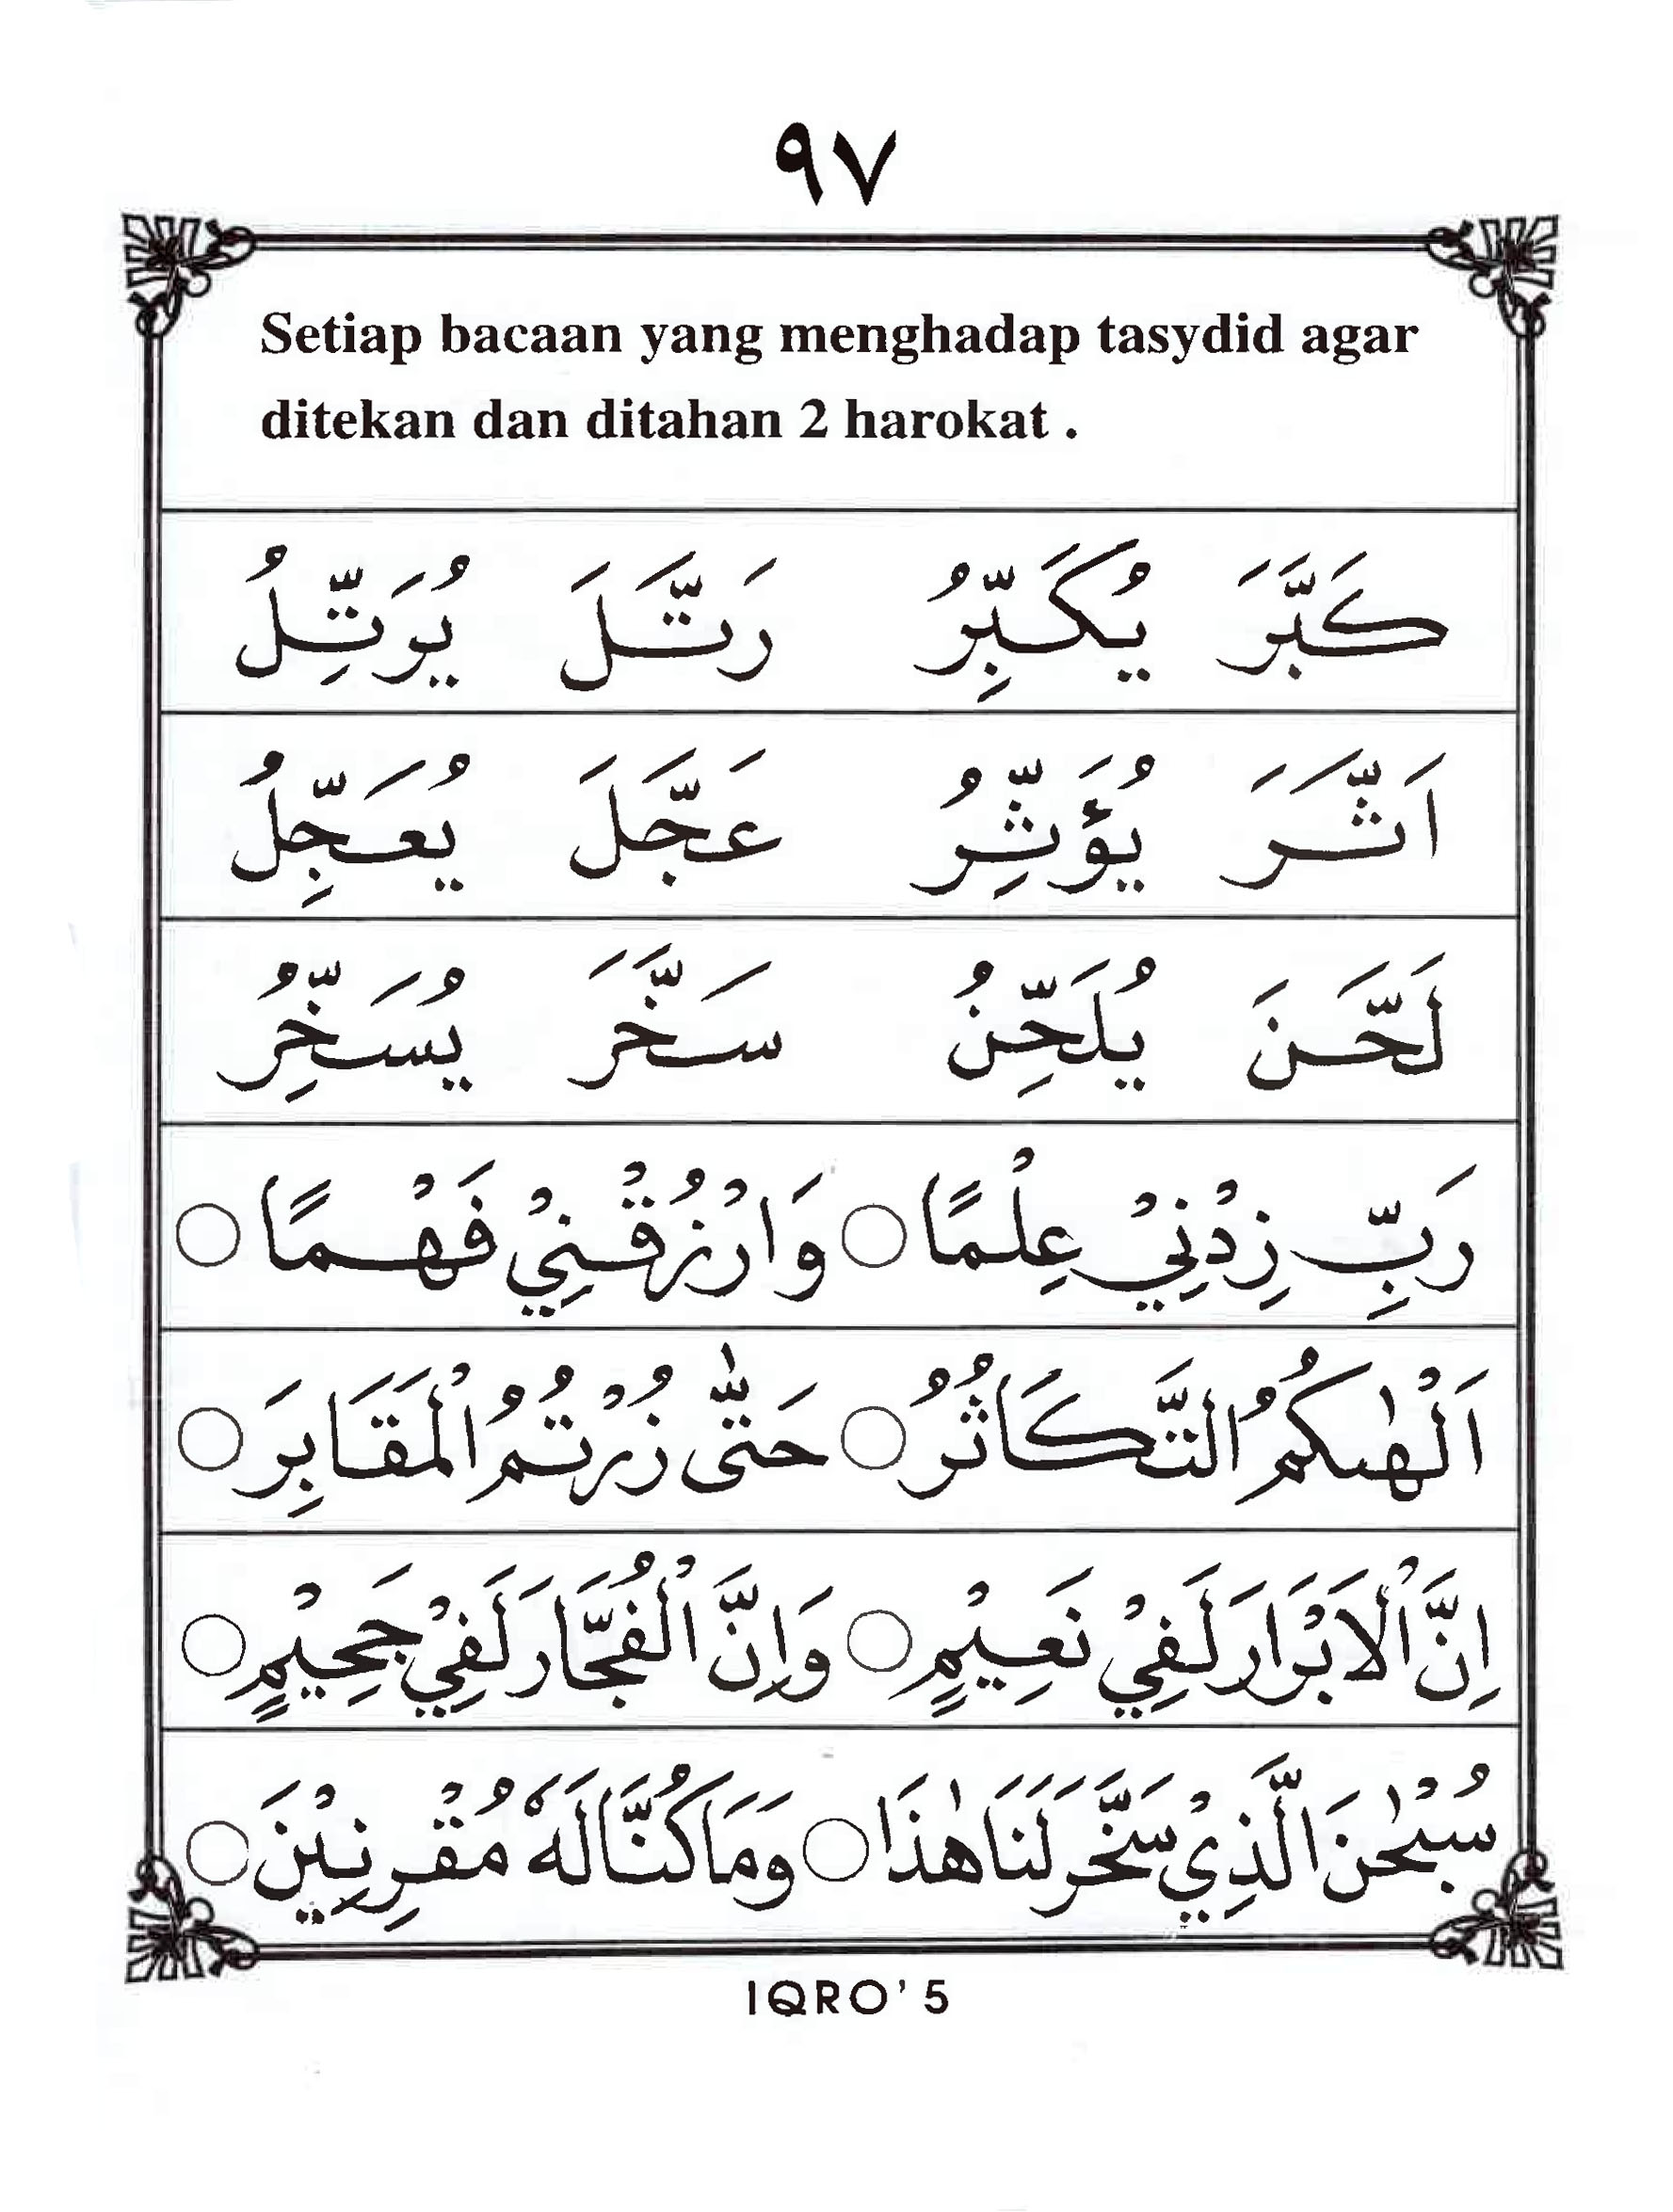 ٩٧
Setiap bacaan yang menghadap tasydid agar
ditekan dan ditahan 2 harokat .
كَبَّرَ يُكَبِّرُ رَتَّلَ يُرَتِّلُ
اَثَّرَ يُؤَثِّرُ عَجَّلَ يُعَجِّلُ
لَحَّنَ يُلَحِّنُ سَخَّرَ يُسَخِّرُ
رَبِّ زِدْنِيْ عِلْمًا ○ وَارْزُقْنِيْ فَهْمًا ○
اَلْهٰىكُمُ التَّكَاثُرُ ○ حَتّٰى زُرْتُمُ الْمَقَابِرَ ○
اِنَّ الْاَبْرَارَ لَفِيْ نَعِيْمٍ ○ وَاِنَّ الْفُجَّارَ لَفِيْ جَحِيْمٍ ○
سُبْحٰنَ الَّذِيْ سَخَّرَ لَنَا هٰذَا ○ وَمَا كُنَّا لَهٗ مُقْرِنِيْنَ ○
IQRO' 5